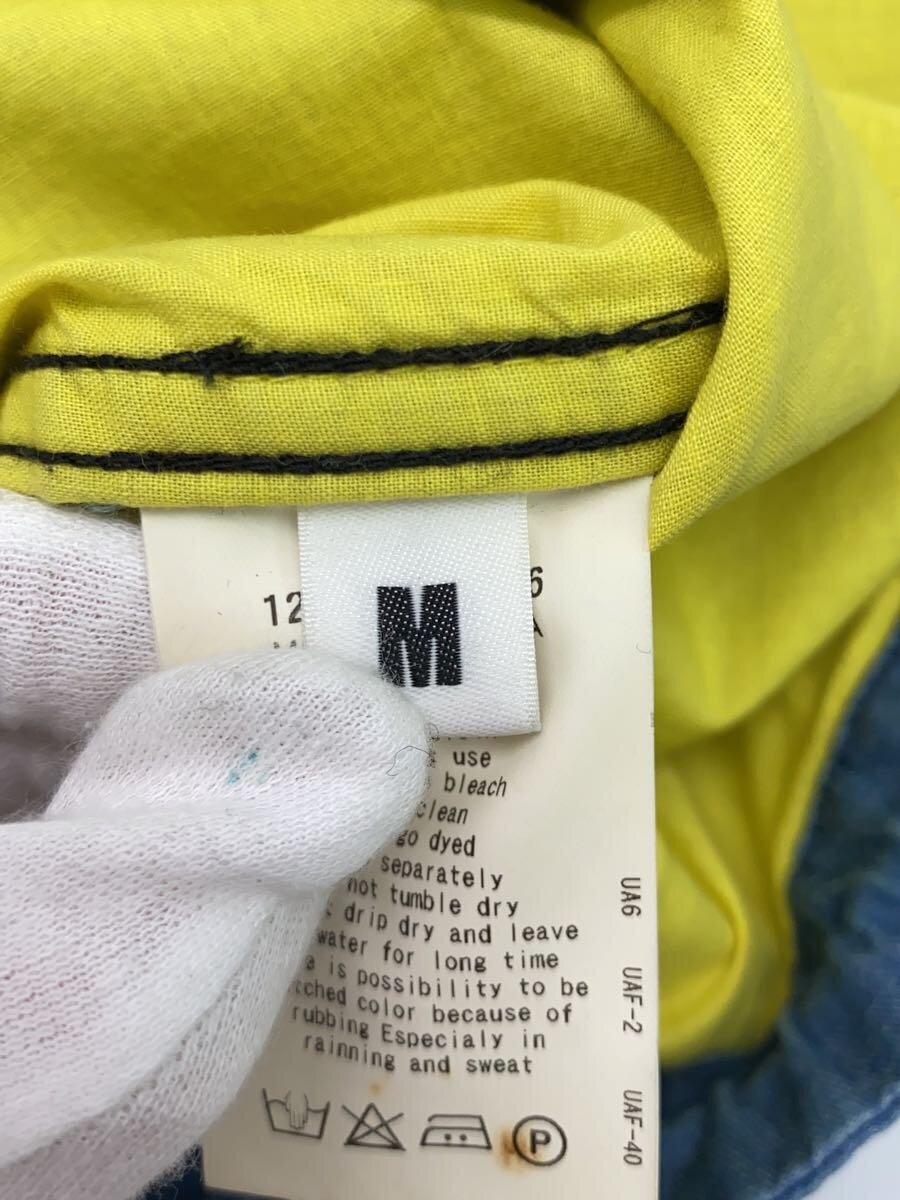 12
6
A
M
use
bleach
clean
go dyed
separately
not tumble dry
drip dry and leave
water for long time
is possibility to be
ched color because of
rubbing Especialy in
rainning and sweat
P
UA6 UAF-2 UAF-40